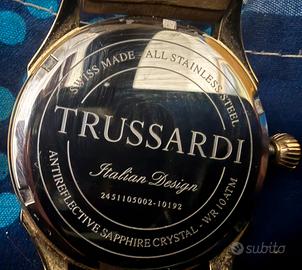 SWISS MADE - ALL STAINLESS STEEL
TRUSSARDI
Italian Design
2451105002-10192
ANTIREFLECTIVE SAPPHIRE CRYSTAL - WR 10 ATM
subito